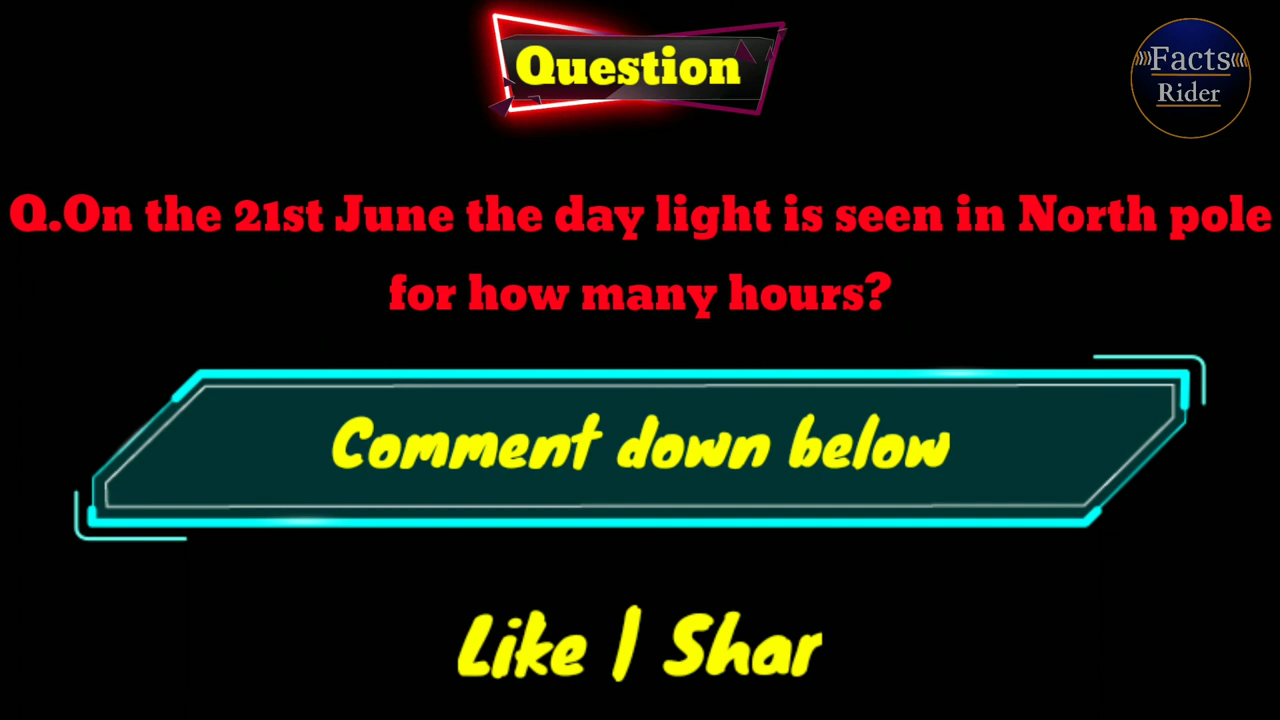 Question
Facts
Rider
Q.On the 21st June the day light is seen in North pole
for how many hours?
Comment down below
Like | Shar